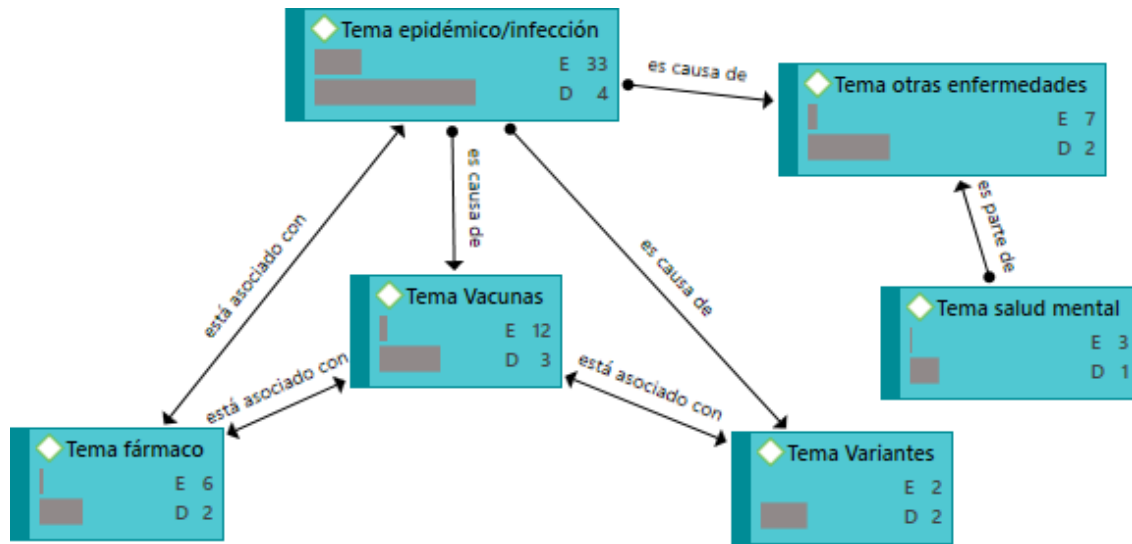 Tema epidémico/infección
E 33
D 4
es causa de
Tema otras enfermedades
E 7
D 2
es parte de
Tema salud mental
E 3
D 1
está asociado con
es causa de
es causa de
Tema Vacunas
E 12
D 3
está asociado con
está asociado con
Tema fármaco
E 6
D 2
Tema Variantes
E 2
D 2